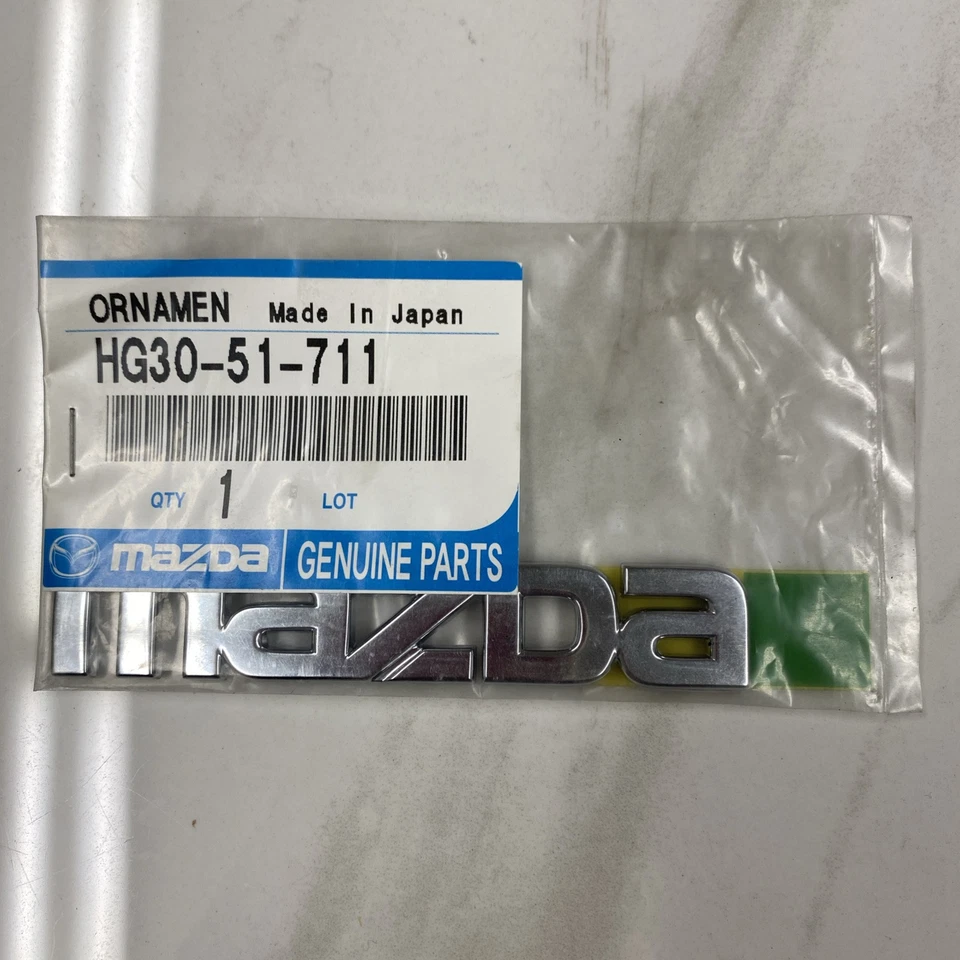 ORNAMEN Made In Japan
HG30-51-711
QTY 1 LOT
mazda GENUINE PARTS
mazda